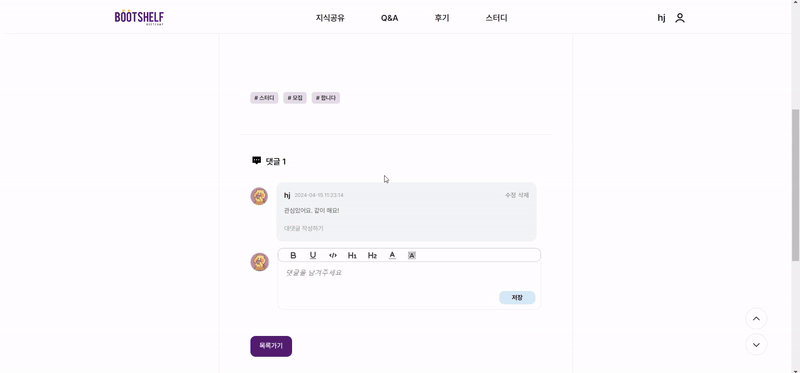 BOOTSHELF
지식공유 Q&A 후기 스터디 hj
# 스터디 # 모집 # 합니다
댓글 1
hj 2024-04-15 11:23:14 수정 삭제
관심있어요. 같이 해요!
대댓글 작성하기
B U </> H1 H2 A A
댓글을 남겨주세요
저장
목록가기